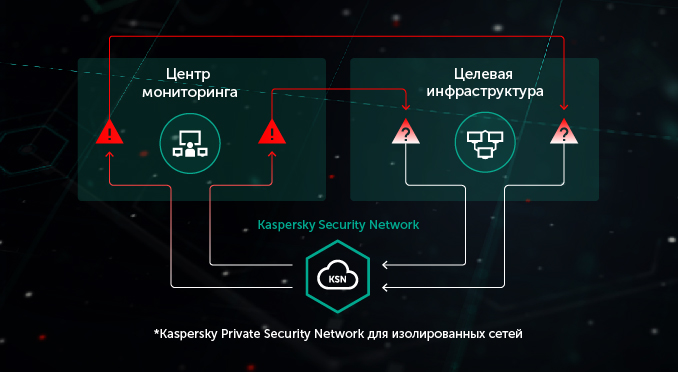 Центр
мониторинга
Целевая
инфраструктура
!
!
?
?
Kaspersky Security Network
KSN
*Kaspersky Private Security Network для изолированных сетей